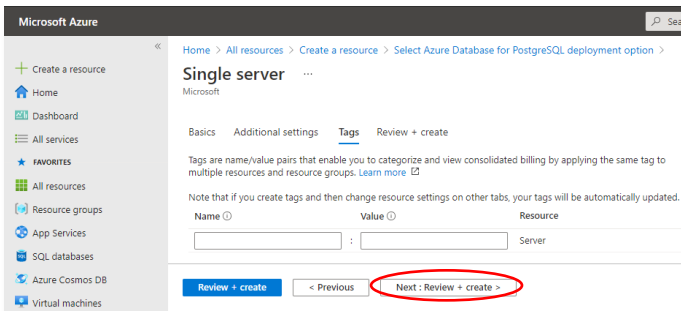 Microsoft Azure
Home > All resources > Create a resource > Select Azure Database for PostgreSQL deployment option >
Single server ...
Microsoft
«
Create a resource
Home
Dashboard
All services
FAVORITES
All resources
Resource groups
App Services
SQL databases
Azure Cosmos DB
Virtual machines
Basics Additional settings Tags Review + create
Tags are name/value pairs that enable you to categorize and view consolidated billing by applying the same tag to
multiple resources and resource groups. Learn more
Note that if you create tags and then change resource settings on other tabs, your tags will be automatically updated.
Name Value Resource
: Server
Review + create < Previous Next : Review + create >